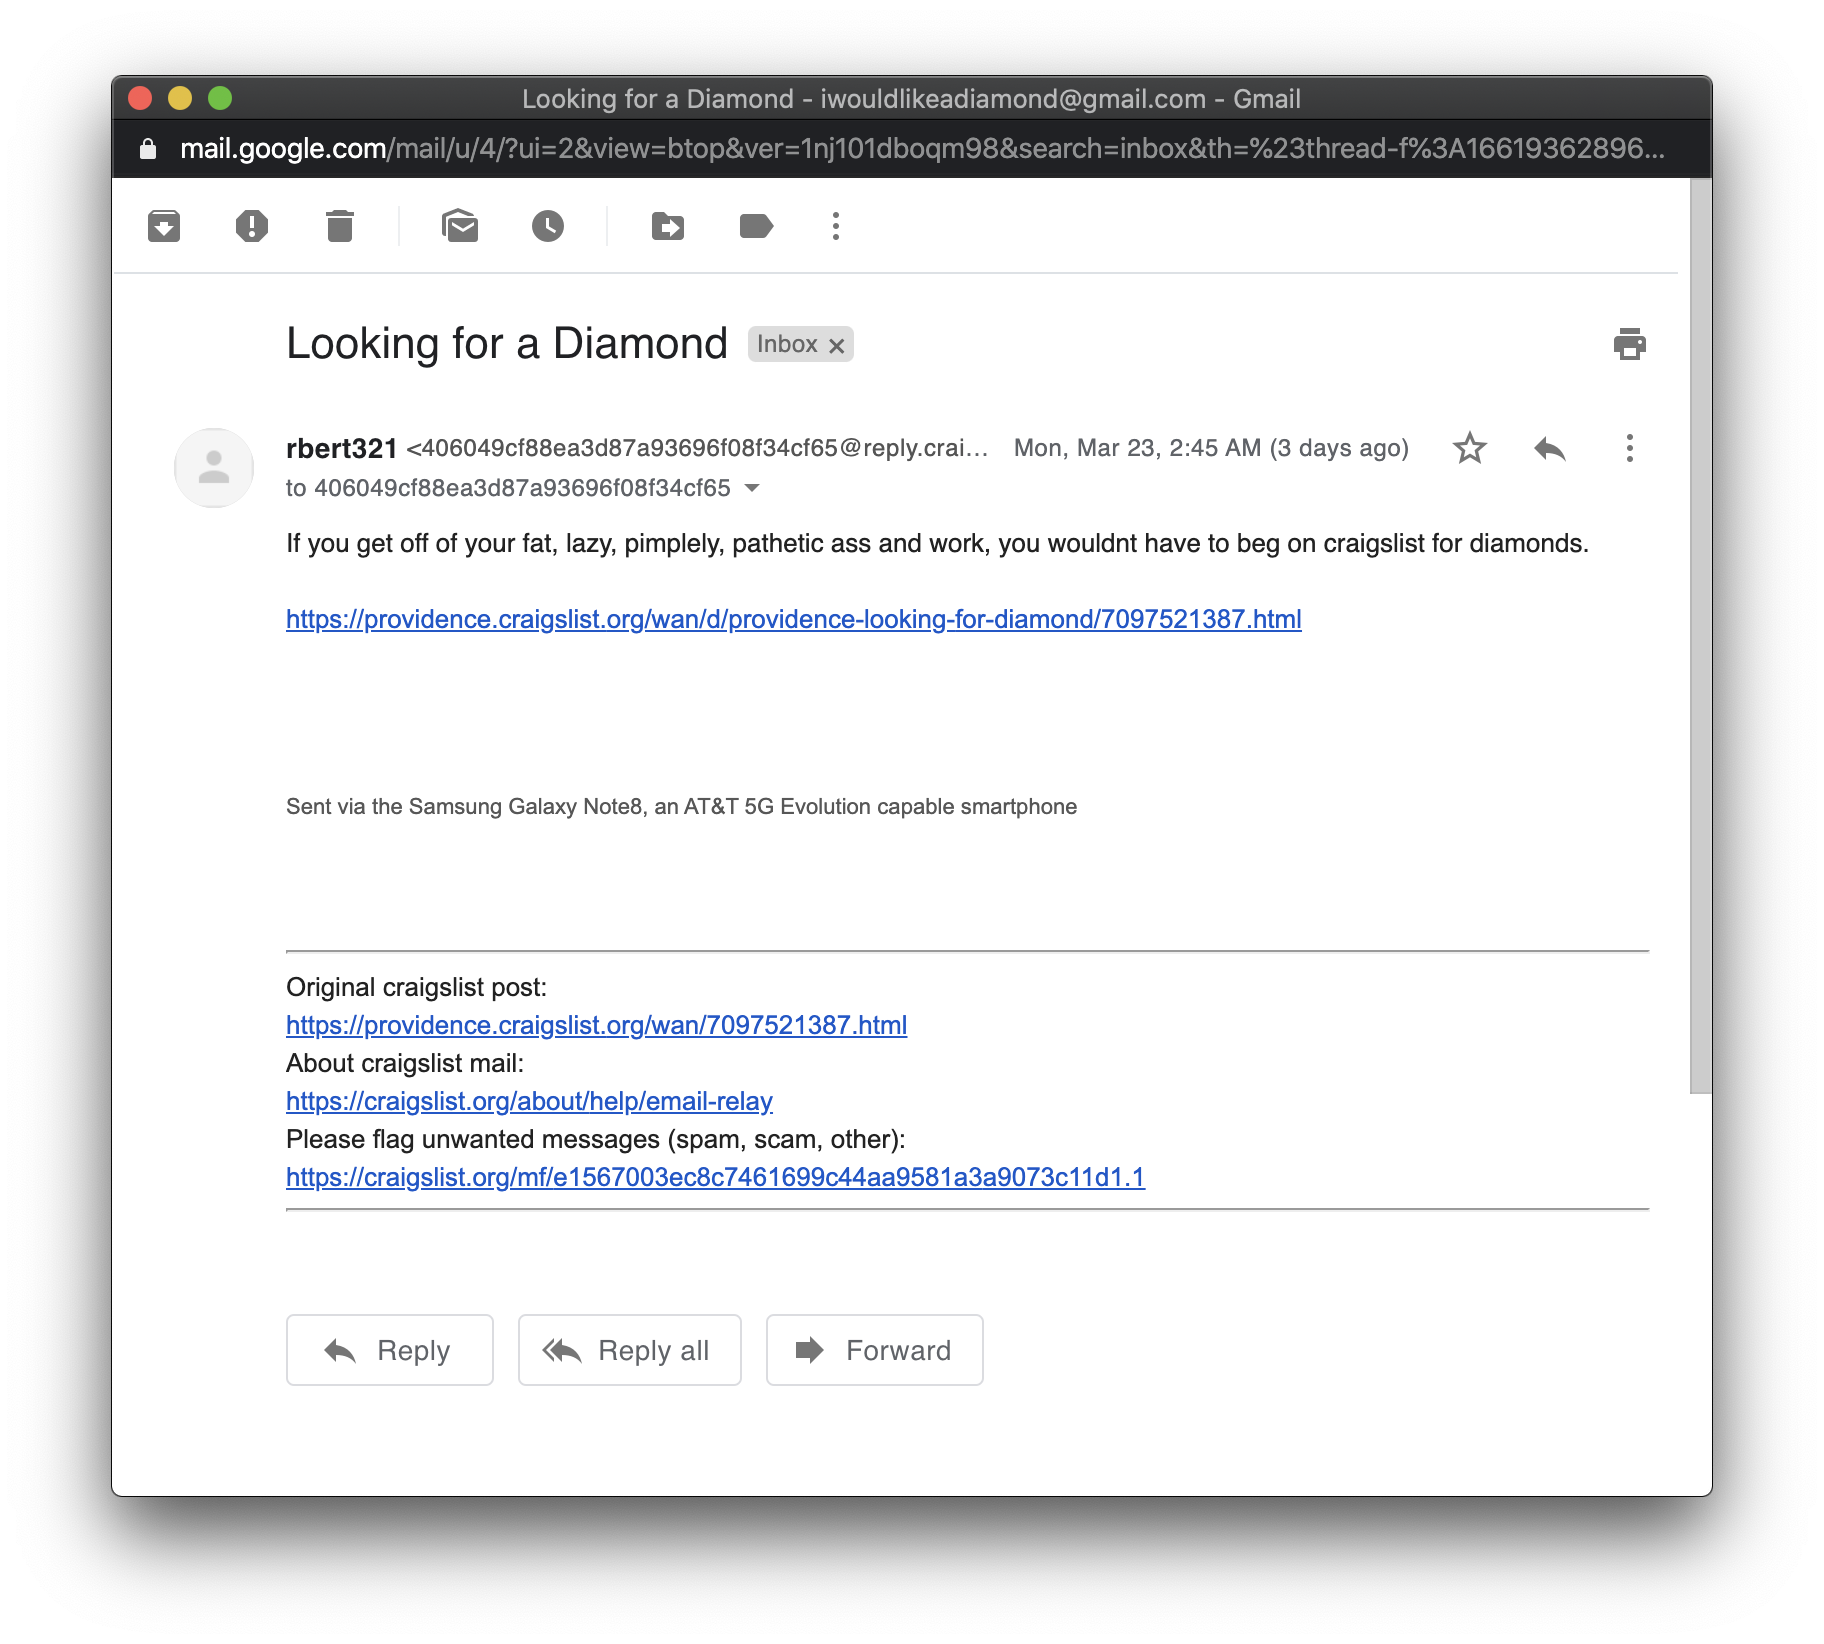 Looking for a Diamond - iwouldlikeadiamond@gmail.com - Gmail
mail.google.com/mail/u/4/?ui=2&view=btop&ver=1nj101dboqm98&search=inbox&th=%23thread-f%3A16619362896...
Looking for a Diamond Inbox x
rbert321 <406049cf88ea3d87a93696f08f34cf65@reply.crai... Mon, Mar 23, 2:45 AM (3 days ago)
to 406049cf88ea3d87a93696f08f34cf65
If you get off of your fat, lazy, pimplely, pathetic ass and work, you wouldnt have to beg on craigslist for diamonds.
https://providence.craigslist.org/wan/d/providence-looking-for-diamond/7097521387.html
Sent via the Samsung Galaxy Note8, an AT&T 5G Evolution capable smartphone
Original craigslist post:
https://providence.craigslist.org/wan/7097521387.html
About craigslist mail:
https://craigslist.org/about/help/email-relay
Please flag unwanted messages (spam, scam, other):
https://craigslist.org/mf/e1567003ec8c7461699c44aa9581a3a9073c11d1.1
Reply Reply all Forward